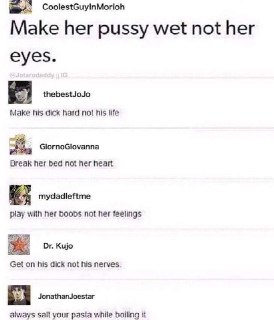 CoolestGuyInMorioh
Make her pussy wet not her
eyes.
thebestJoJo
Make his dick hard not his life
GiornoGiovanna
Break her bed not her heart
mydadleftme
play with her boobs not her feelings
Dr. Kujo
Get on his dick not his nerves.
JonathanJoestar
always salt your pasta while boiling it